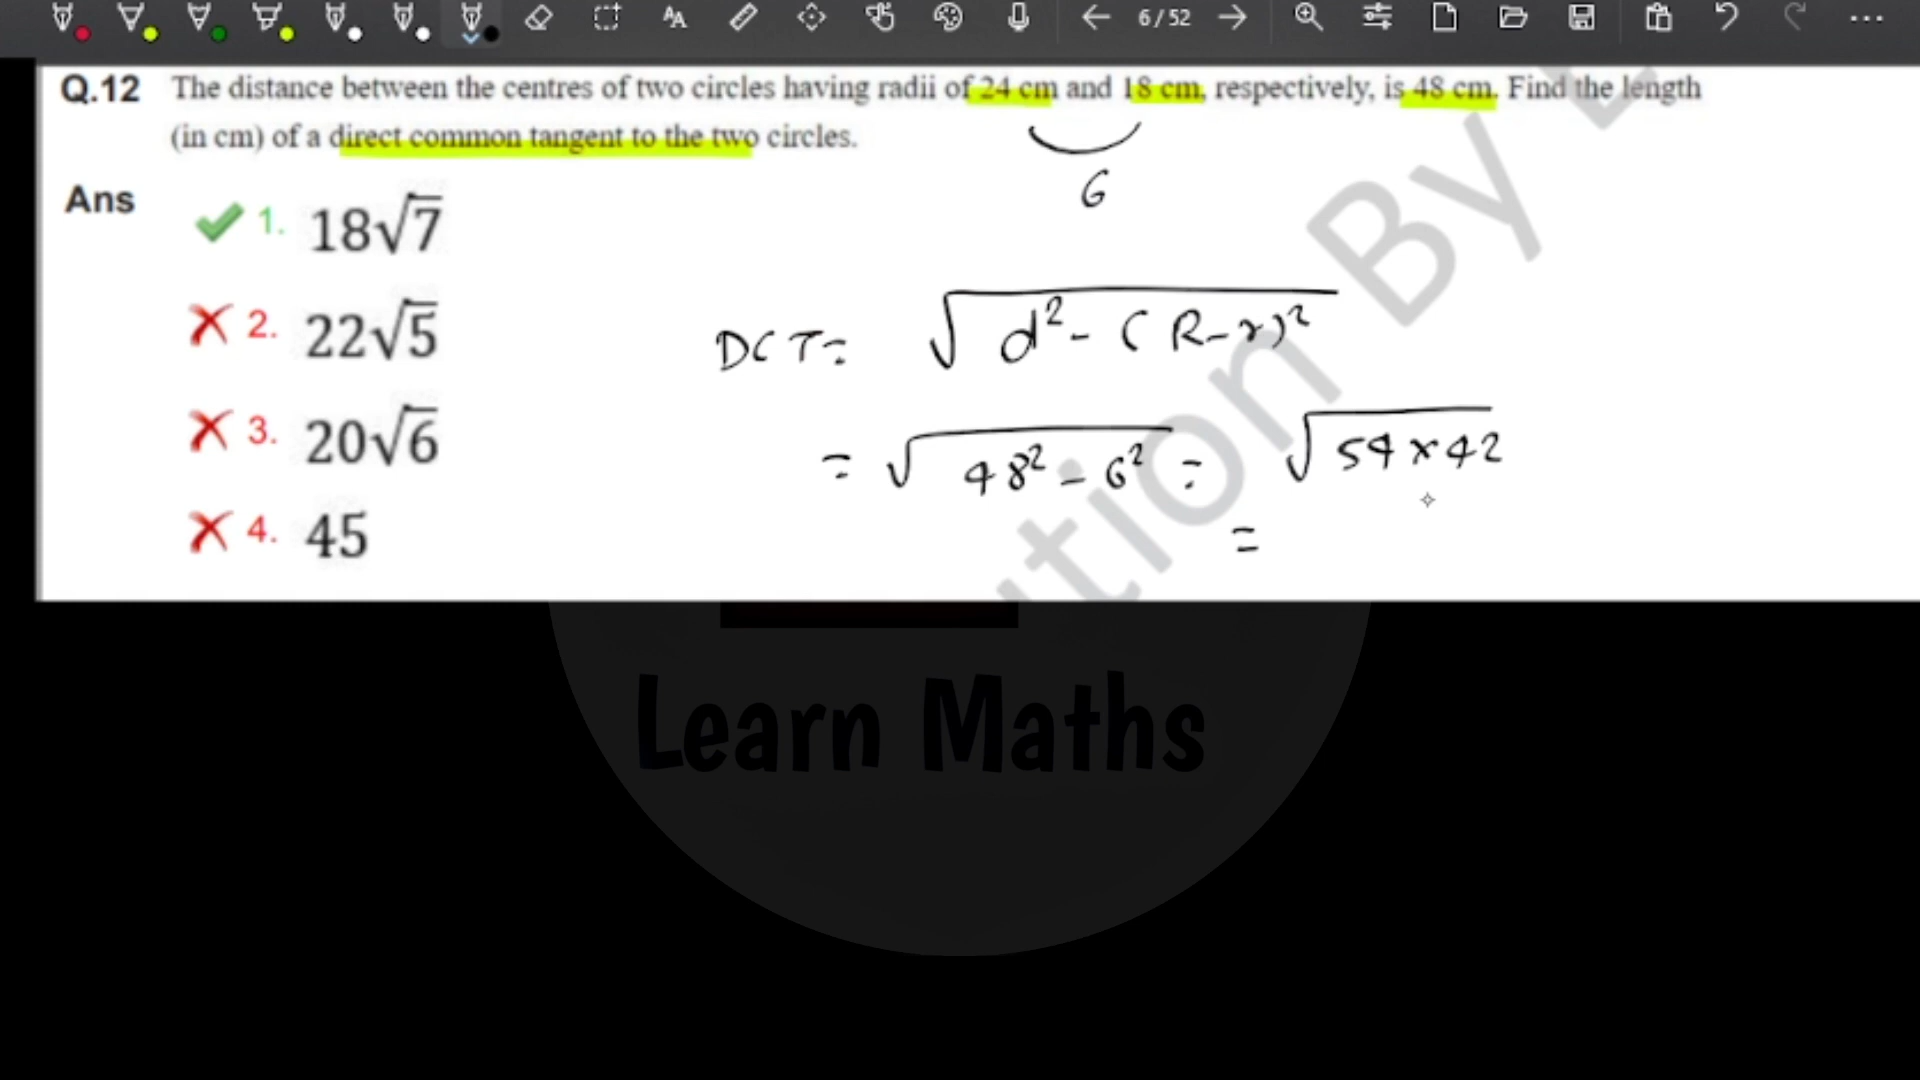 6 / 52
Q.12 The distance between the centres of two circles having radii of 24 cm and 18 cm, respectively, is 48 cm. Find the length
(in cm) of a direct common tangent to the two circles.
6
Ans
1. 18√7
2. 22√5
3. 20√6
4. 45
DCT = √d² - (R-r)²
= √48² - 6² = √54 × 42
=
tion By
Learn Maths